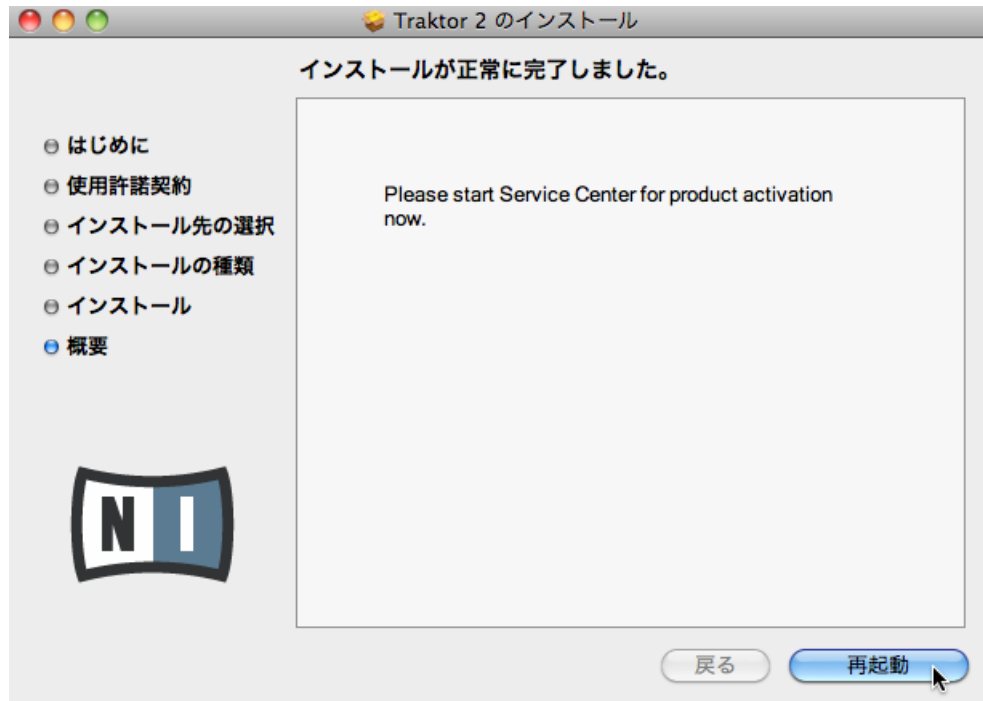 Traktor 2 のインストール
インストールが正常に完了しました。
はじめに
使用許諾契約
インストール先の選択
インストールの種類
インストール
概要
Please start Service Center for product activation
now.
NI
戻る
再起動